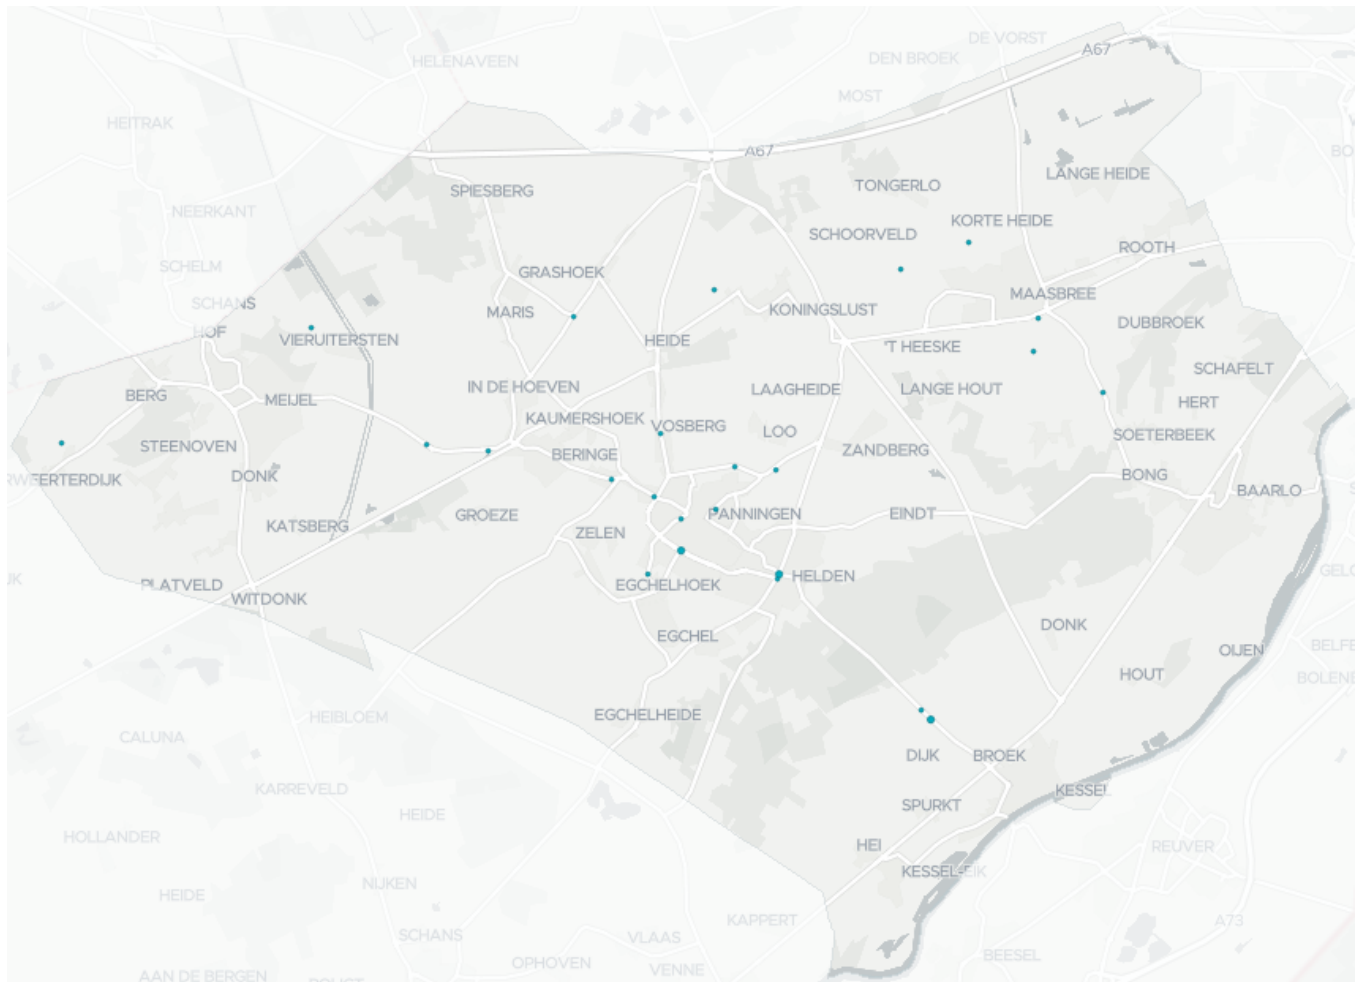 DE VORST
A67
DEN BROEK
HELENAVEEN
MOST
HEITRAK
A67
LANGE HEIDE
TONGERLO
SPIESBERG
NEERKANT
KORTE HEIDE
SCHOORVELD
ROOTH
SCHELM
GRASHOEK
MAASBREE
SCHANS
MARIS
KONINGSLUST
DUBBROEK
HOF
VIERUITERSTEN
HEIDE
'T HEESKE
SCHAFELT
IN DE HOEVEN
LAAGHEIDE
LANGE HOUT
BERG
MEIJEL
HERT
KAUMERSHOEK
VOSBERG
LOO
SOETERBEEK
STEENOVEN
ZANDBERG
BERINGE
DONK
BONG
RWEERTERDIJK
BAARLO
GROEZE
PANNINGEN
EINDT
KATSBERG
ZELEN
HELDEN
PLATVELD
EGCHELHOEK
WITDONK
DONK
EGCHEL
OIJEN
HOUT
EGCHELHEIDE
HEIBLOEM
CALUNA
DIJK
BROEK
KARREVELD
KESSEL
SPURKT
HEIDE
HOLLANDER
HEI
REUVER
KESSEL-EIK
NIJKEN
HEIDE
KAPPERT
A73
SCHANS
VLAAS
BEESEL
OPHOVEN
VENNE
AAN DE BERGEN